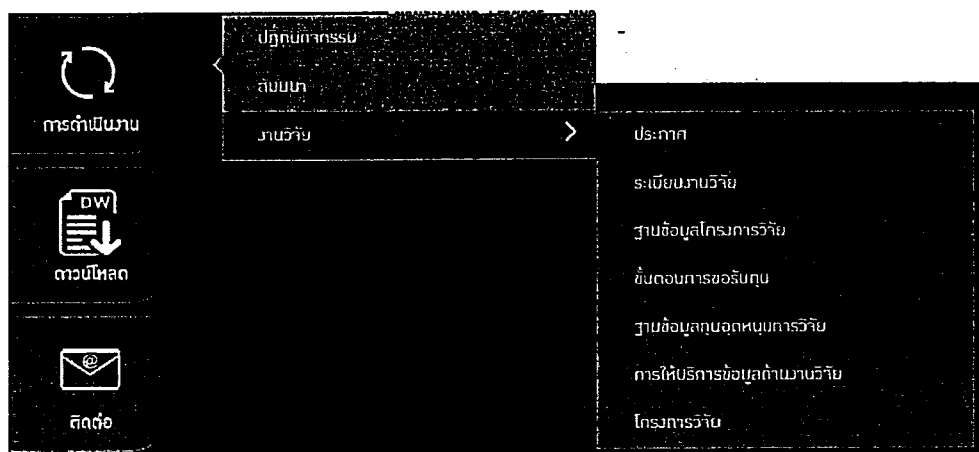 ปฏิทินกิจกรรม
สัมมนา
งานวิจัย
การดำเนินงาน
DW
ดาวน์โหลด
@
ติดต่อ
ประกาศ
ระเบียบงานวิจัย
ฐานข้อมูลโครงการวิจัย
ขั้นตอนการขอรับทุน
ฐานข้อมูลทุนอุดหนุนการวิจัย
การให้บริการข้อมูลด้านงานวิจัย
โครงการวิจัย